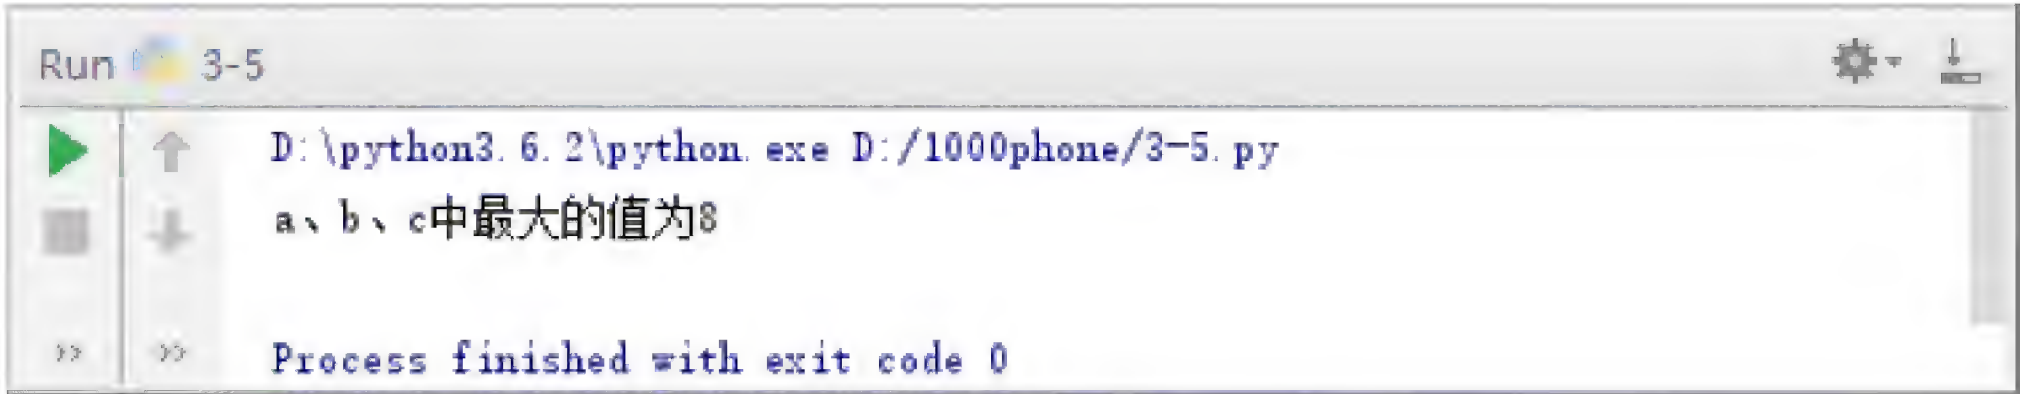 Run 3-5
D:\python3.6.2\python.exe D:/1000phone/3-5.py
a、b、c中最大的值为8
Process finished with exit code 0